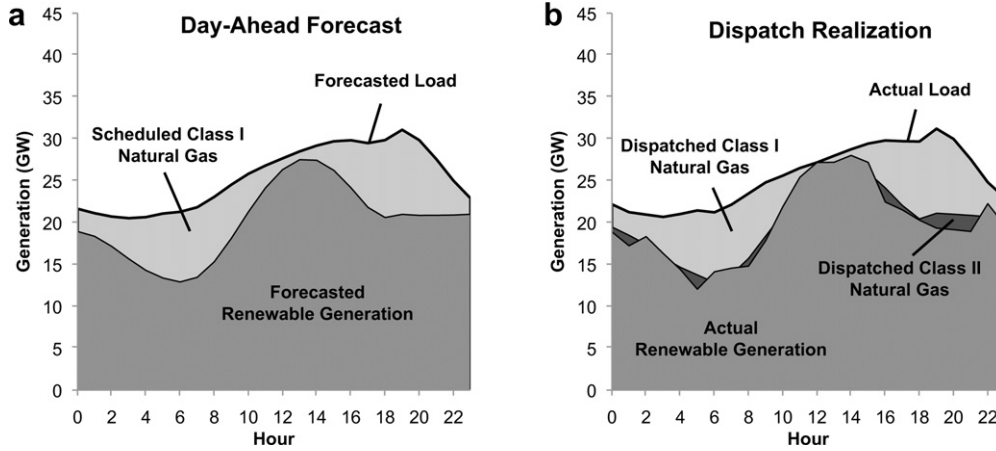 a
Day-Ahead Forecast
45
40
35
30
25
20
15
10
5
0
Generation (GW)
Forecasted Load
Scheduled Class I
Natural Gas
Forecasted
Renewable Generation
0 2 4 6 8 10 12 14 16 18 20 22
Hour
b
Dispatch Realization
45
40
35
30
25
20
15
10
5
0
Generation (GW)
Actual Load
Dispatched Class I
Natural Gas
Dispatched Class II
Natural Gas
Actual
Renewable Generation
0 2 4 6 8 10 12 14 16 18 20 22
Hour